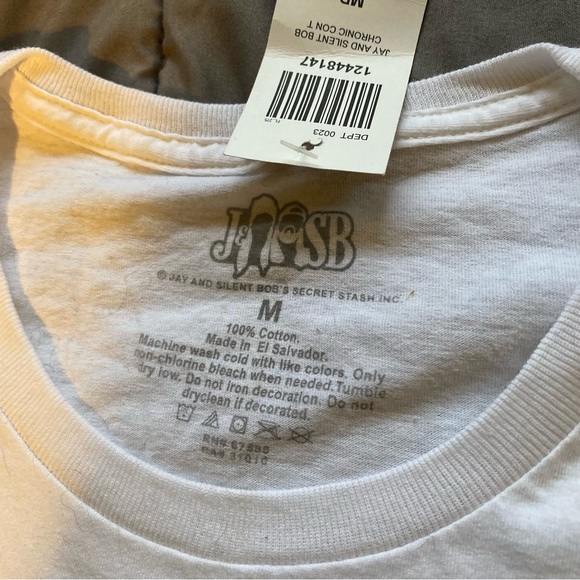 MD
JAY AND SILENT BOB
CHRONIC CON T
12448147
DEPT 0023
J& SB
© JAY AND SILENT BOB'S SECRET STASH INC.
M
100% Cotton.
Made in El Salvador.
Machine wash cold with like colors. Only
non-chlorine bleach when needed. Tumble
dry low. Do not iron decoration. Do not
dryclean if decorated.